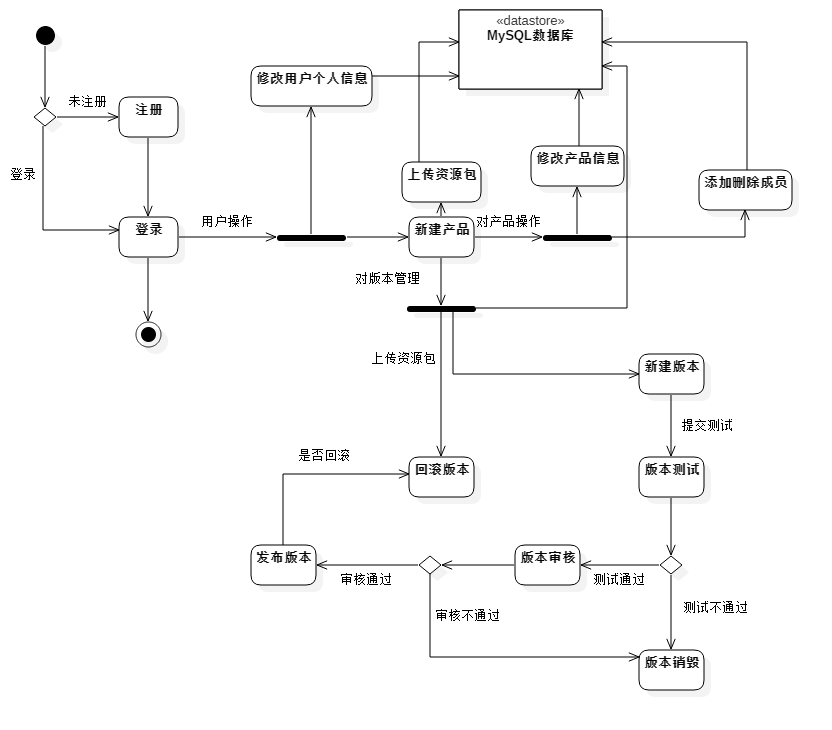 «datastore»
MySQL数据库
修改用户个人信息
未注册
注册
上传资源包
修改产品信息
添加删除成员
登录
登录
用户操作
新建产品
对产品操作
对版本管理
上传资源包
新建版本
提交测试
是否回滚
回滚版本
版本测试
发布版本
审核通过
版本审核
测试通过
审核不通过
测试不通过
版本销毁